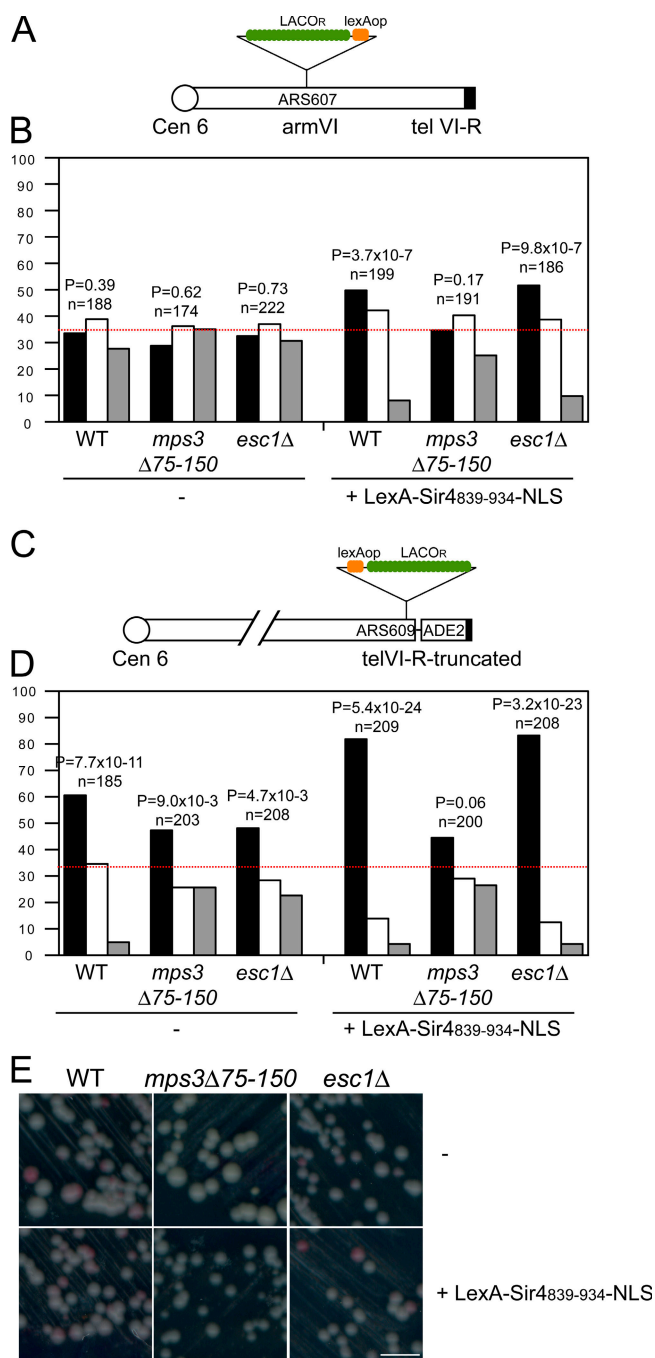 A
LACOR lexAop
ARS607
Cen 6 armVI tel VI-R
B
100
90
80
70
60
50
40
30
20
10
0
P=0.39
n=188
P=0.62
n=174
P=0.73
n=222
P=3.7x10-7
n=199
P=0.17
n=191
P=9.8x10-7
n=186
WT mps3 esc1Δ WT mps3 esc1Δ
Δ75-150 Δ75-150
- + LexA-Sir4839-934-NLS
C
lexAop LACOR
ARS609 ADE2
Cen 6 telVI-R-truncated
D
100
90
80
70
60
50
40
30
20
10
0
P=7.7x10-11
n=185
P=9.0x10-3
n=203
P=4.7x10-3
n=208
P=5.4x10-24
n=209
P=0.06
n=200
P=3.2x10-23
n=208
WT mps3 esc1Δ WT mps3 esc1Δ
Δ75-150 Δ75-150
- + LexA-Sir4839-934-NLS
E
WT mps3Δ75-150 esc1Δ
-
+ LexA-Sir4839-934-NLS